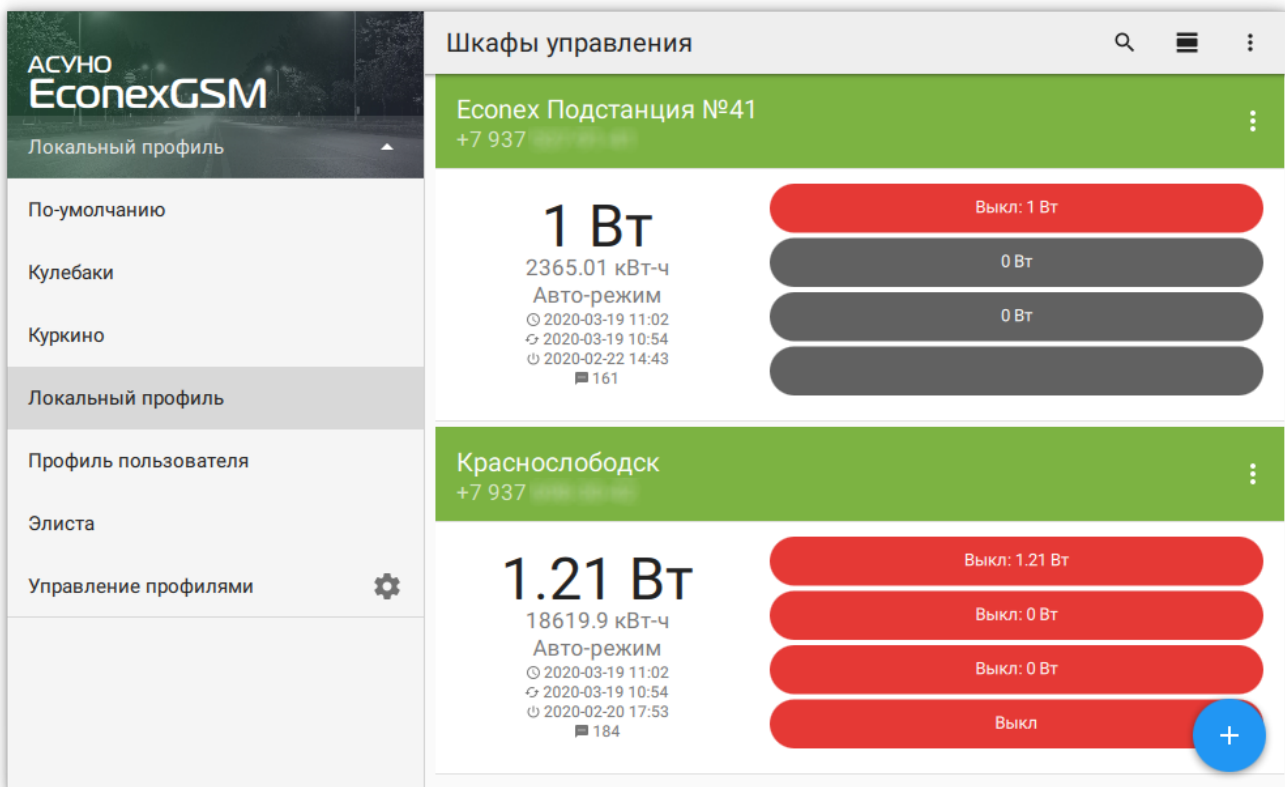 АСУНО
EconexGSM
Локальный профиль
По-умолчанию
Кулебаки
Куркино
Локальный профиль
Профиль пользователя
Элиста
Управление профилями
Шкафы управления
Econex Подстанция №41
+7 937
1 Вт
2365.01 кВт-ч
Авто-режим
2020-03-19 11:02
2020-03-19 10:54
2020-02-22 14:43
161
Выкл: 1 Вт
0 Вт
0 Вт
Краснослободск
+7 937
1.21 Вт
18619.9 кВт-ч
Авто-режим
2020-03-19 11:02
2020-03-19 10:54
2020-02-20 17:53
184
Выкл: 1.21 Вт
Выкл: 0 Вт
Выкл: 0 Вт
Выкл
+